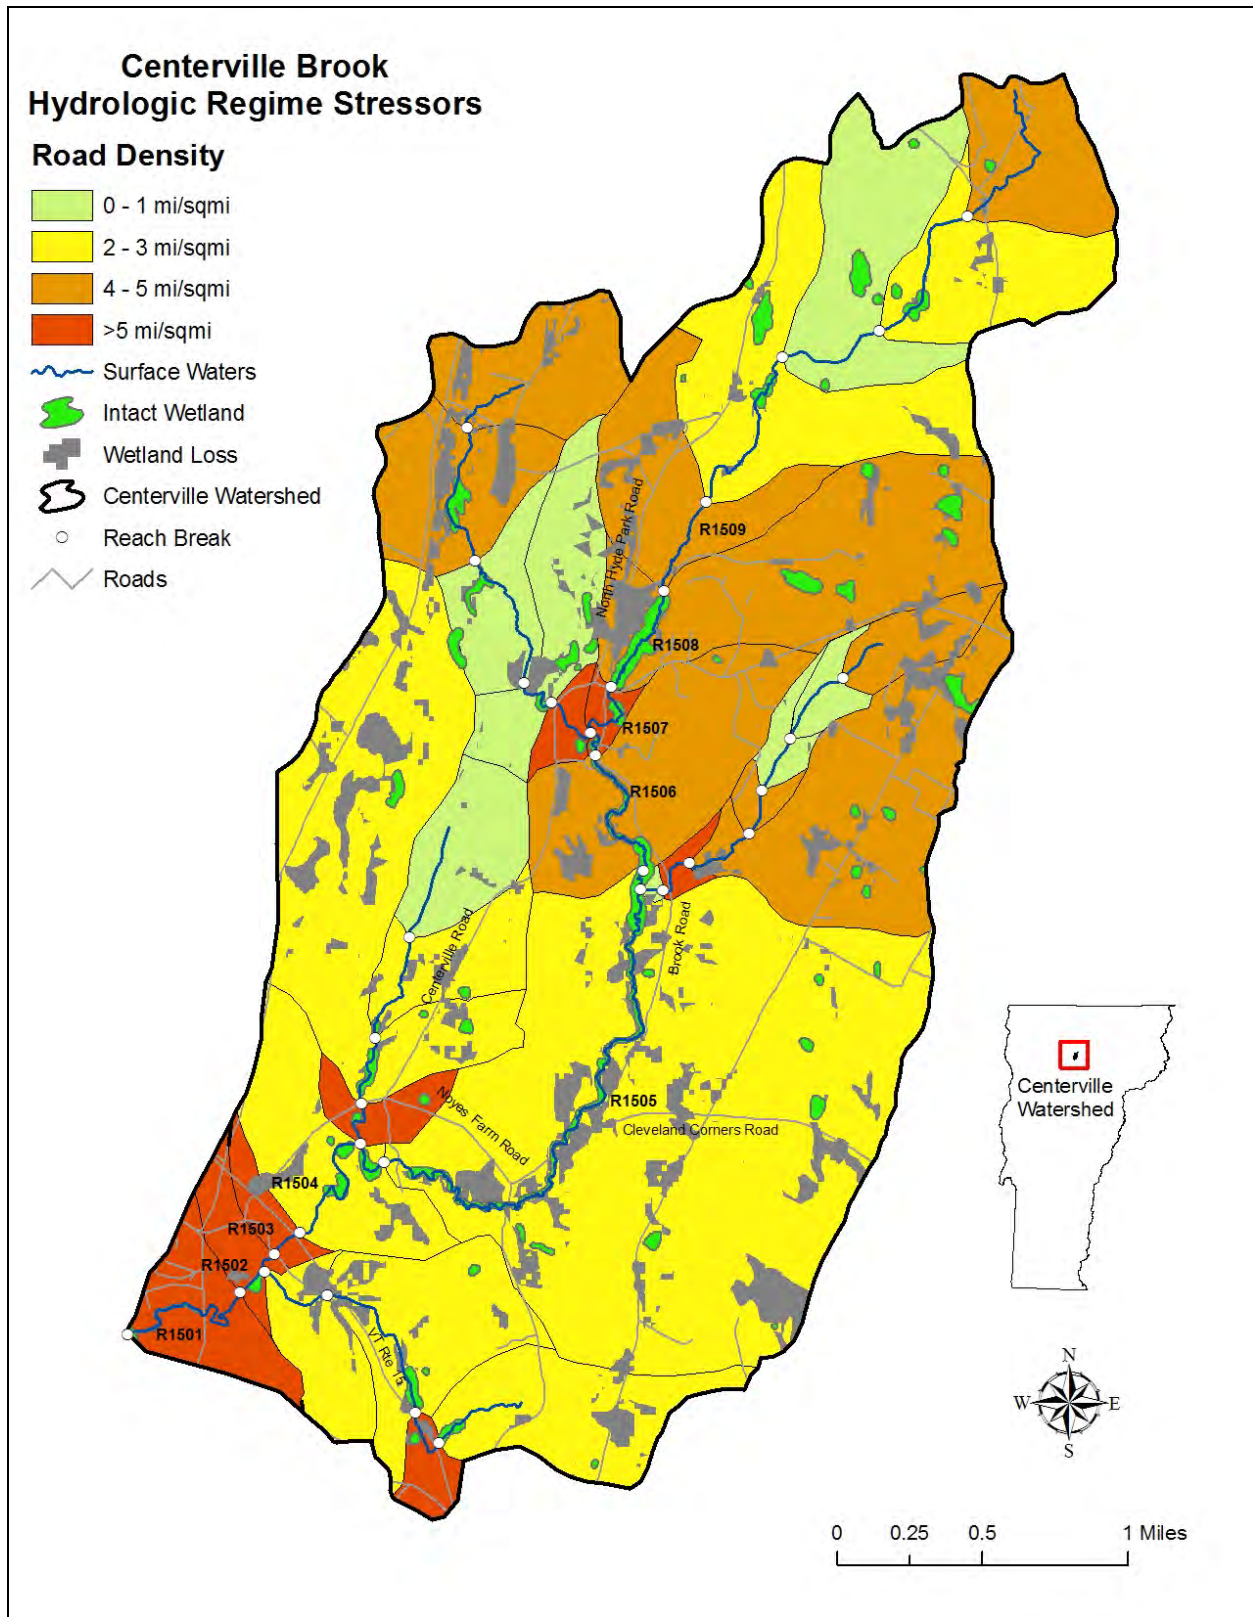 Centerville Brook
Hydrologic Regime Stressors
Road Density
0 - 1 mi/sqmi
2 - 3 mi/sqmi
4 - 5 mi/sqmi
>5 mi/sqmi
Surface Waters
Intact Wetland
Wetland Loss
Centerville Watershed
Reach Break
Roads
North Hyde Park Road
R1509
R1508
R1507
R1506
Brook Road
Centerville Road
R1505
Cleveland Corners Road
Noyes Farm Road
R1504
R1503
R1502
R1501
VT Rte 15
Centerville
Watershed
N
W
E
S
0
0.25
0.5
1 Miles